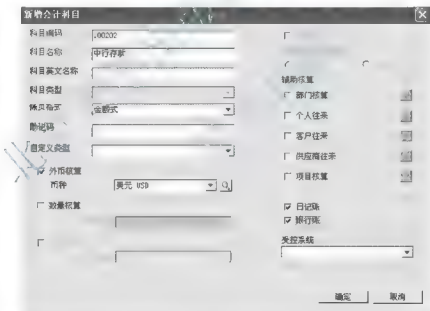 新增会计科目
科目编码 100202
科目名称 中行存款
科目英文名称
科目类型
账页格式 金额式
助记码
自定义类型
外币核算
币种 美元 USD
数量核算
辅助核算
部门核算
个人往来
客户往来
供应商往来
项目核算
日记账
银行账
受控系统
确定 取消